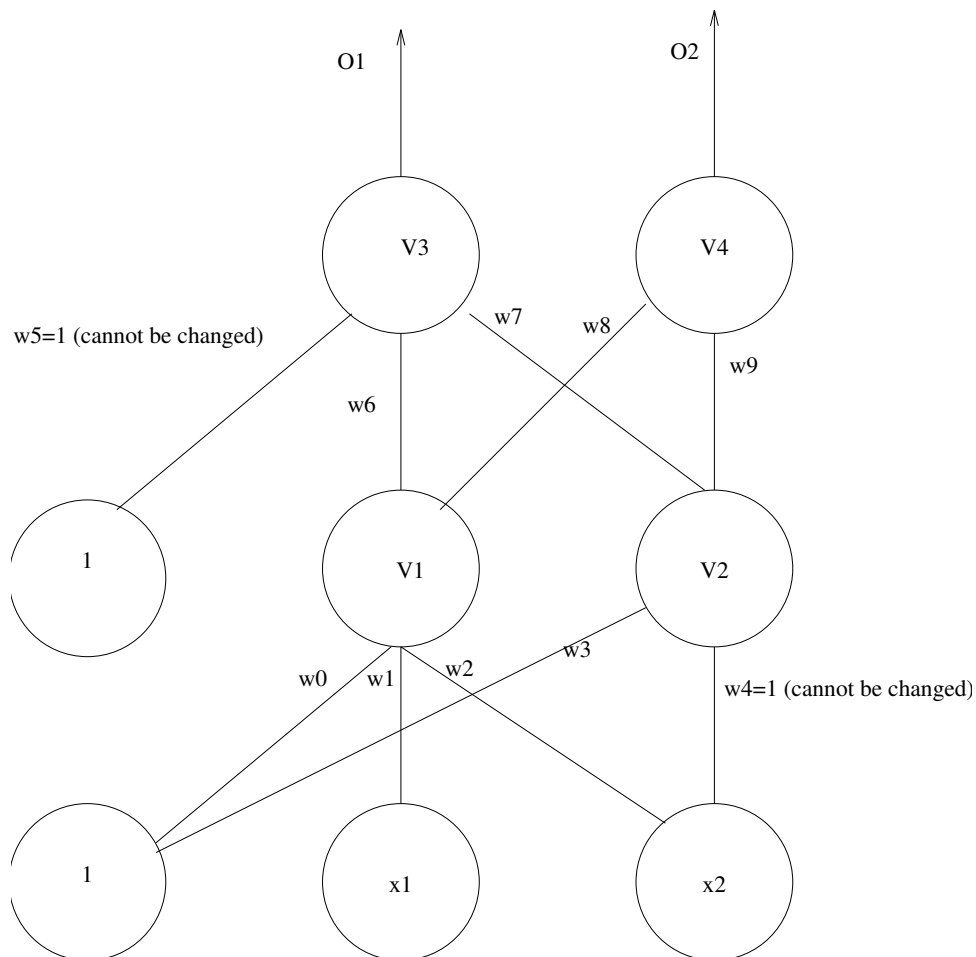 O1
O2
V3
V4
w5=1 (cannot be changed)
w7
w8
w6
w9
1
V1
V2
w0
w1
w2
w3
w4=1 (cannot be changed)
1
x1
x2